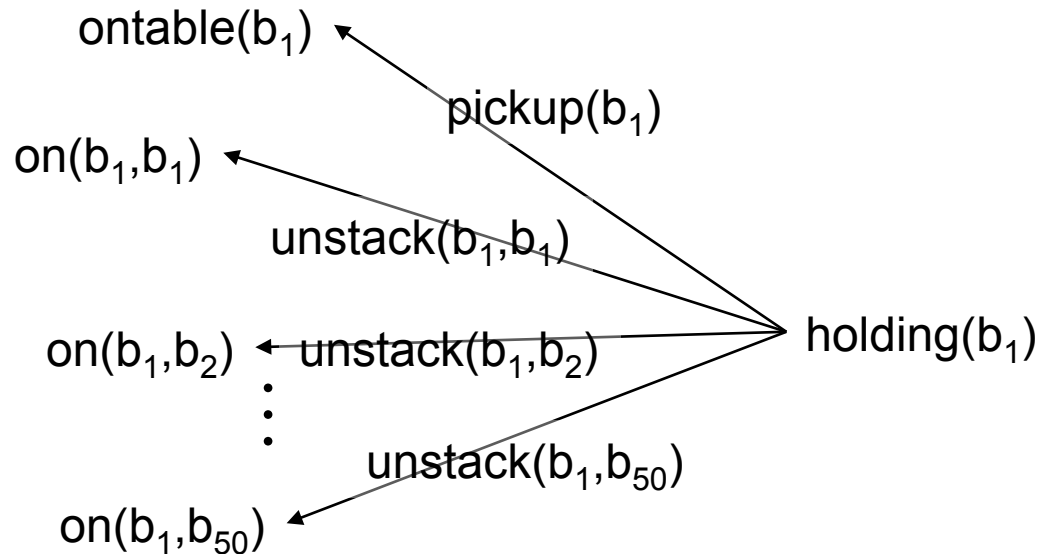 ontable(b₁)
pickup(b₁)
on(b₁,b₁)
unstack(b₁,b₁)
on(b₁,b₂)
unstack(b₁,b₂)
holding(b₁)
unstack(b₁,b₅₀)
on(b₁,b₅₀)